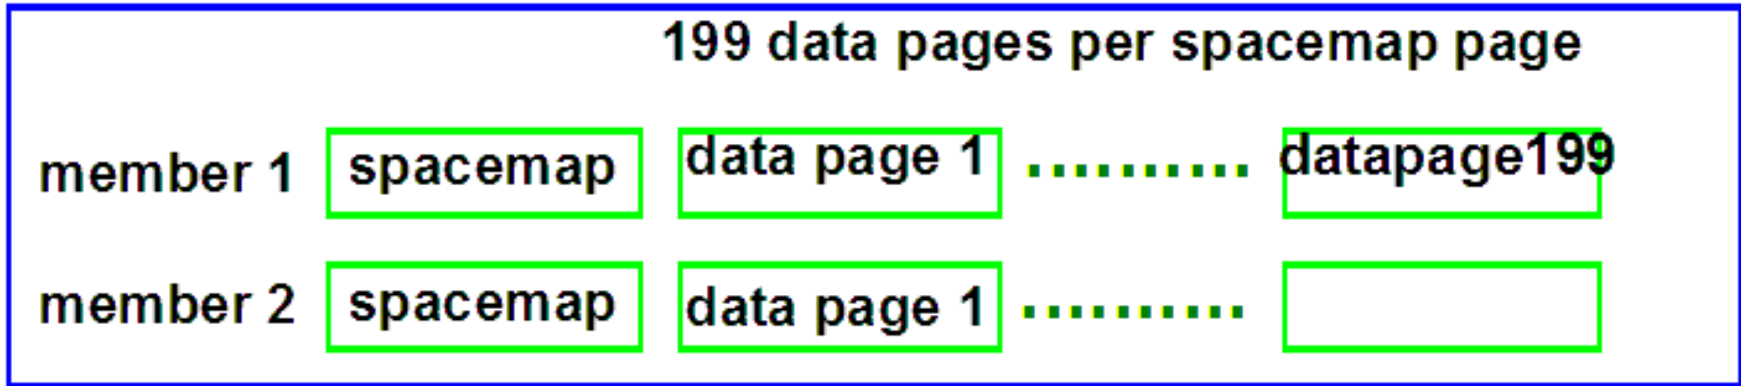 199 data pages per spacemap page
member 1 spacemap data page 1 .......... datapage199
member 2 spacemap data page 1 ..........